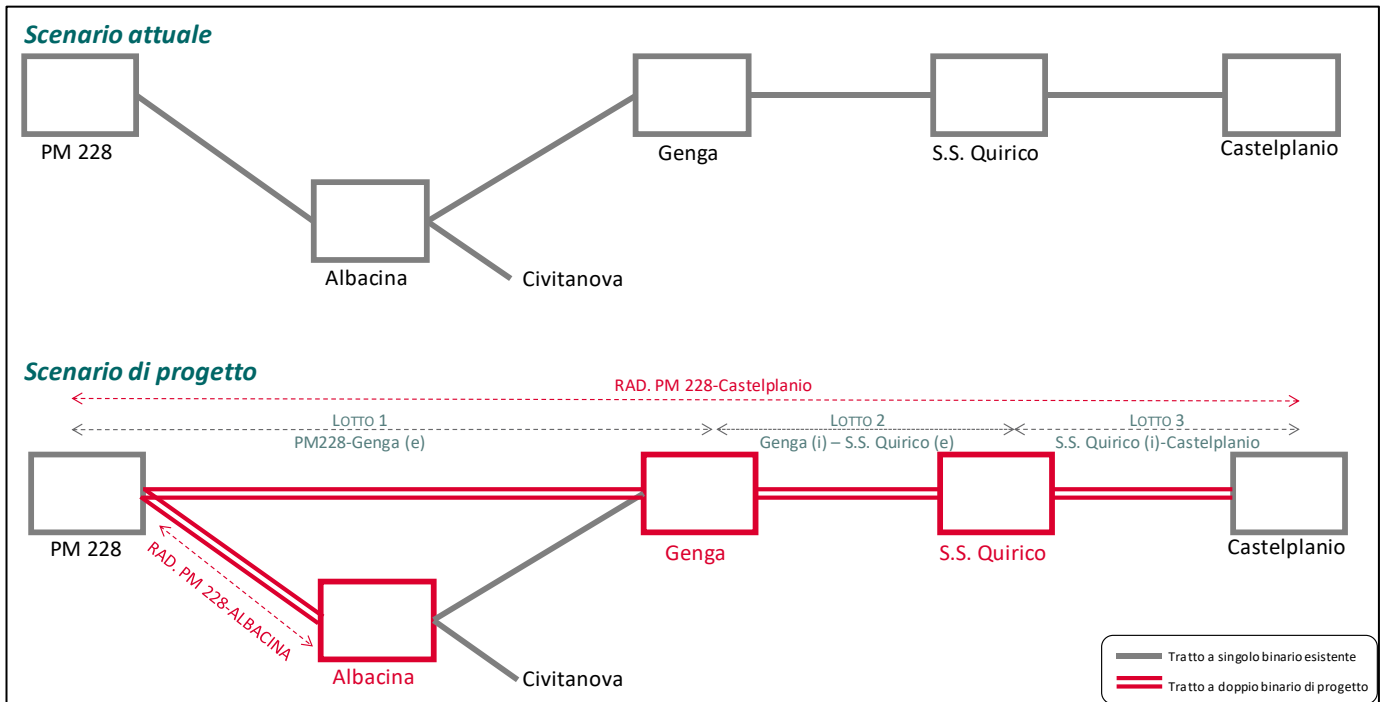 Scenario attuale
PM 228
Genga
S.S. Quirico
Castelplanio
Albacina
Civitanova
Scenario di progetto
RAD. PM 228-Castelplanio
LOTTO 1
LOTTO 2
LOTTO 3
PM228-Genga (e)
Genga (i) – S.S. Quirico (e)
S.S. Quirico (i)-Castelplanio
PM 228
Genga
S.S. Quirico
Castelplanio
RAD. PM 228-ALBACINA
Albacina
Civitanova
Tratto a singolo binario esistente
Tratto a doppio binario di progetto